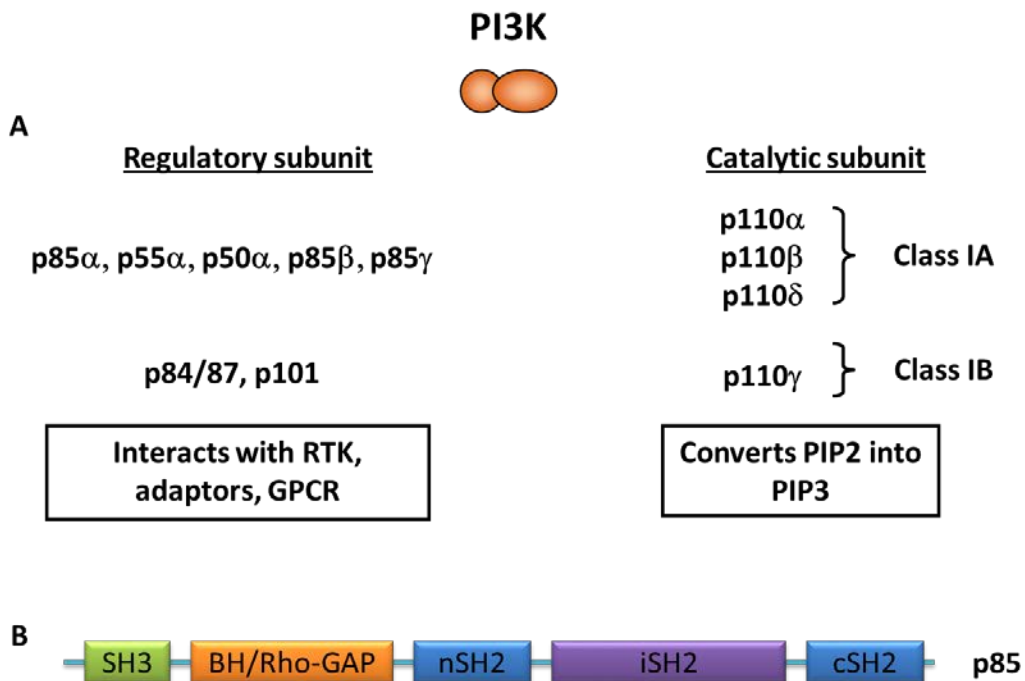 PI3K
A
Regulatory subunit
Catalytic subunit
p85α, p55α, p50α, p85β, p85γ
p110α
p110β
p110δ
Class IA
p84/87, p101
p110γ
Class IB
Interacts with RTK,
adaptors, GPCR
Converts PIP2 into
PIP3
B
SH3 BH/Rho-GAP nSH2 iSH2 cSH2 p85